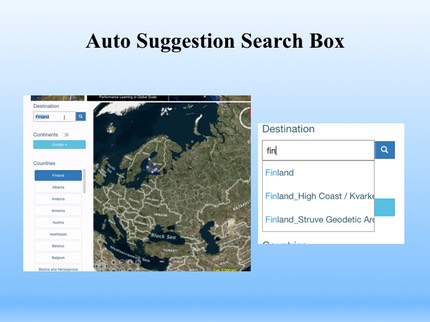 Auto Suggestion Search Box
Performance Learning at Global Scale
Destination
Finland
Continents
Europe
Countries
Finland
Albania
Andorra
Armenia
Austria
Azerbaijan
Belarus
Belgium
Bosnia and Herzegovina
Black Sea
Destination
fin
Finland
Finland_High Coast / Kvarke
Finland_Struve Geodetic Arc